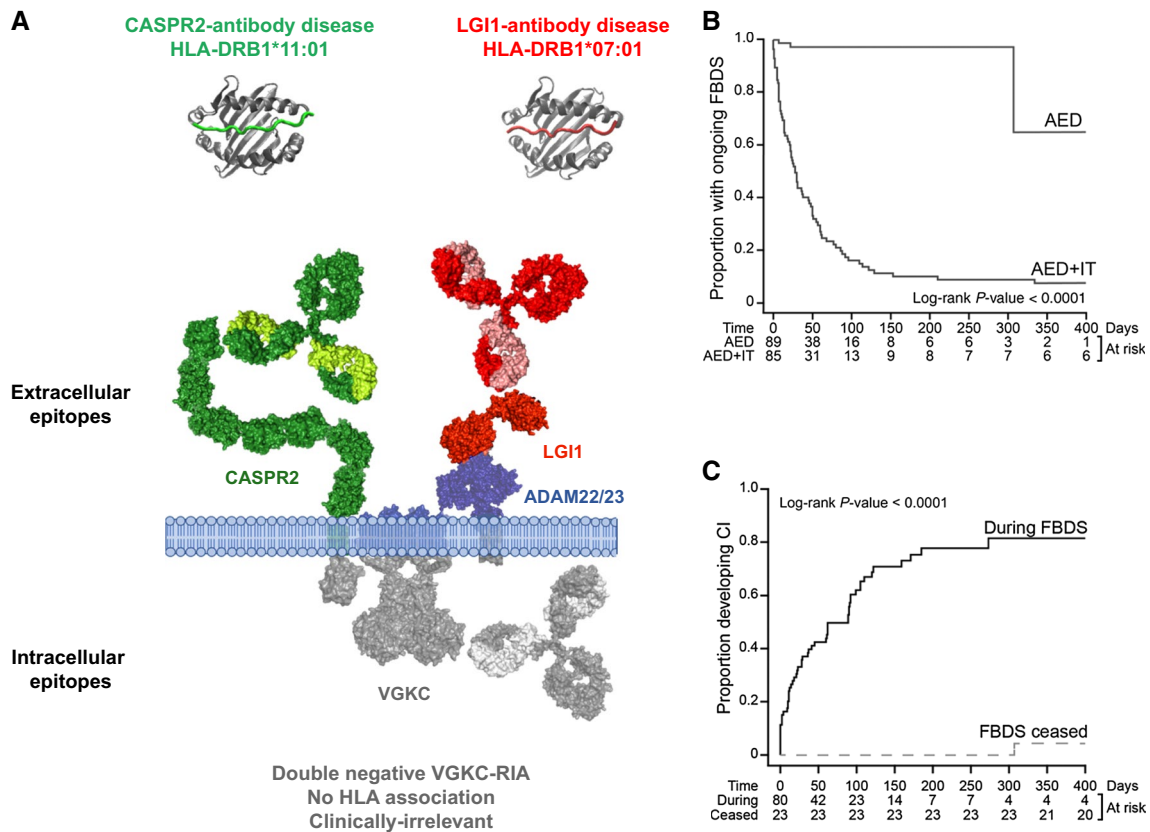 A
CASPR2-antibody disease
HLA-DRB1*11:01
LGI1-antibody disease
HLA-DRB1*07:01
Extracellular
epitopes
CASPR2
LGI1
ADAM22/23
Intracellular
epitopes
VGKC
Double negative VGKC-RIA
No HLA association
Clinically-irrelevant
B
Proportion with ongoing FBDS
1.0
0.8
0.6
0.4
0.2
0
AED
AED+IT
Log-rank P-value < 0.0001
Time 0 50 100 150 200 250 300 350 400 Days
AED 89 38 16 8 6 6 3 2 1
AED+IT 85 31 13 9 8 7 7 6 6
At risk
C
Proportion developing CI
1.0
0.8
0.6
0.4
0.2
0
Log-rank P-value < 0.0001
During FBDS
FBDS ceased
Time 0 50 100 150 200 250 300 350 400 Days
During 80 42 23 14 7 7 4 4 4
Ceased 23 23 23 23 23 23 23 21 20
At risk